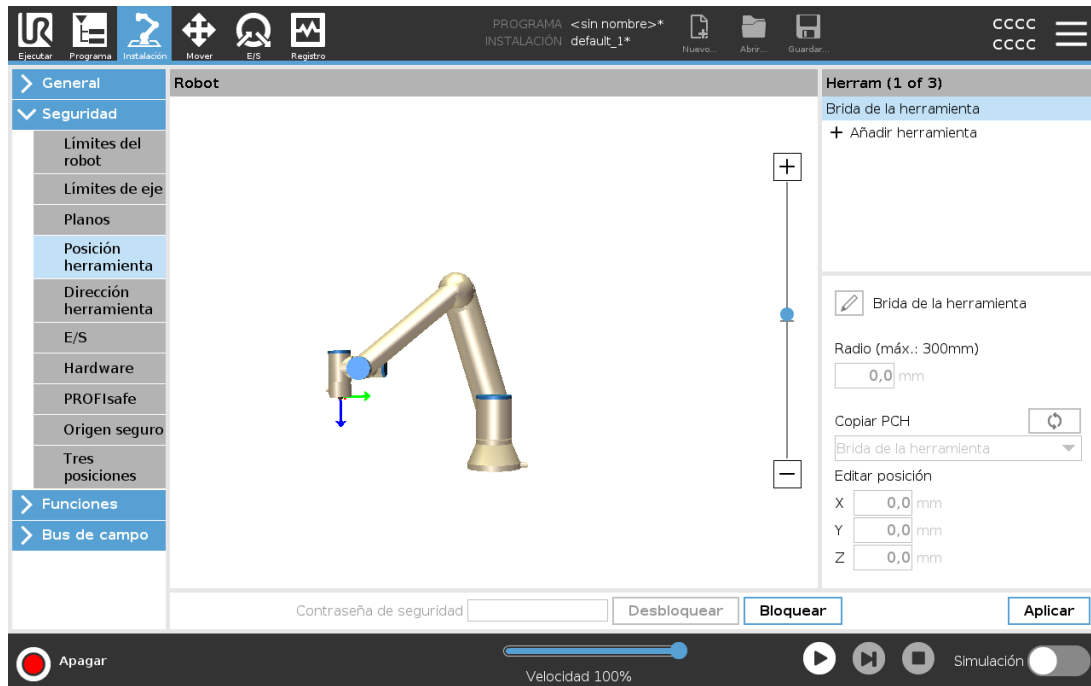 PROGRAMA <sin nombre>*
INSTALACIÓN default_1*
Ejecutar
Programa
Instalación
Mover
E/S
Registro
Nuevo...
Abrir...
Guardar...
CCCC
CCCC
General
Seguridad
Límites del
robot
Límites de eje
Planos
Posición
herramienta
Dirección
herramienta
E/S
Hardware
PROFIsafe
Origen seguro
Tres
posiciones
Funciones
Bus de campo
Robot
Herram (1 of 3)
Brida de la herramienta
+ Añadir herramienta
Brida de la herramienta
Radio (máx.: 300mm)
0,0 mm
Copiar PCH
Brida de la herramienta
Editar posición
X 0,0 mm
Y 0,0 mm
Z 0,0 mm
Contraseña de seguridad
Desbloquear
Bloquear
Aplicar
Apagar
Velocidad 100%
Simulación